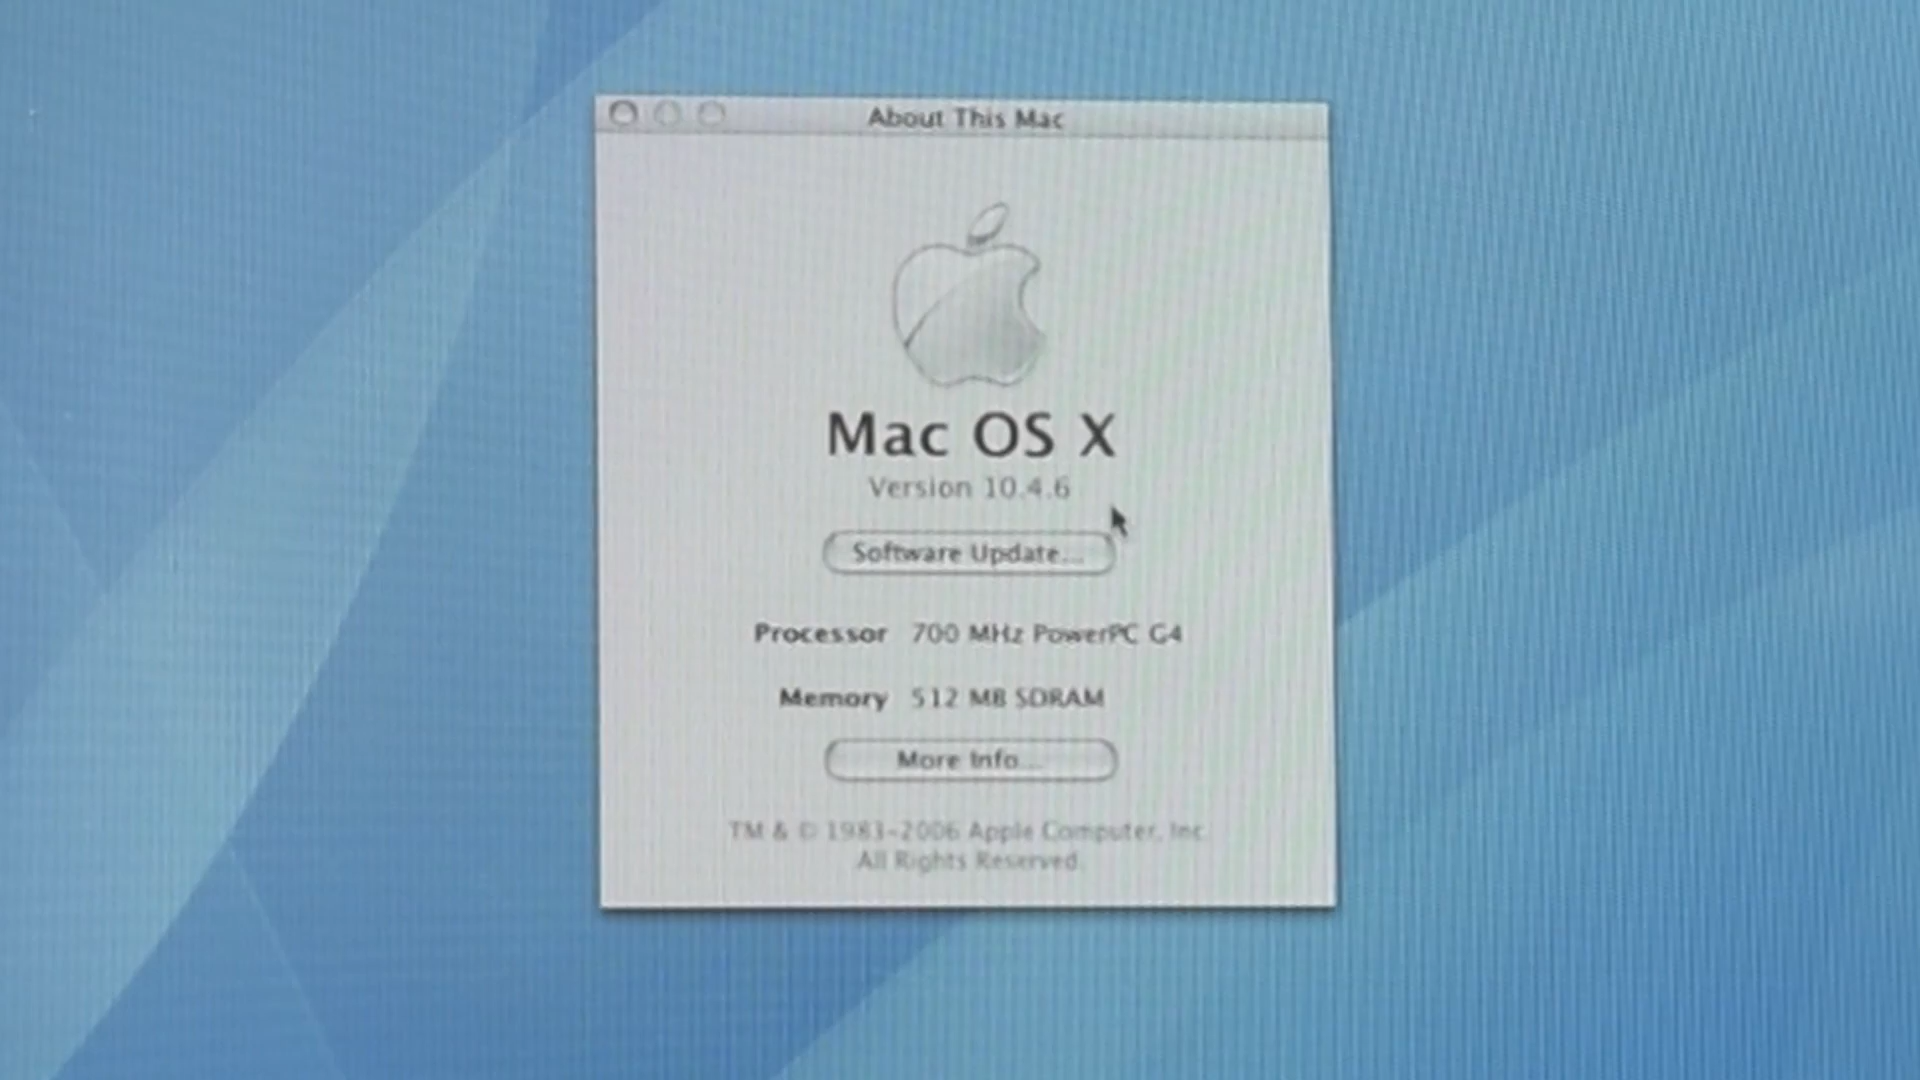 About This Mac
Mac OS X
Version 10.4.6
Software Update...
Processor 700 MHz PowerPC G4
Memory 512 MB SDRAM
More Info...
TM & © 1983-2006 Apple Computer, Inc.
All Rights Reserved.